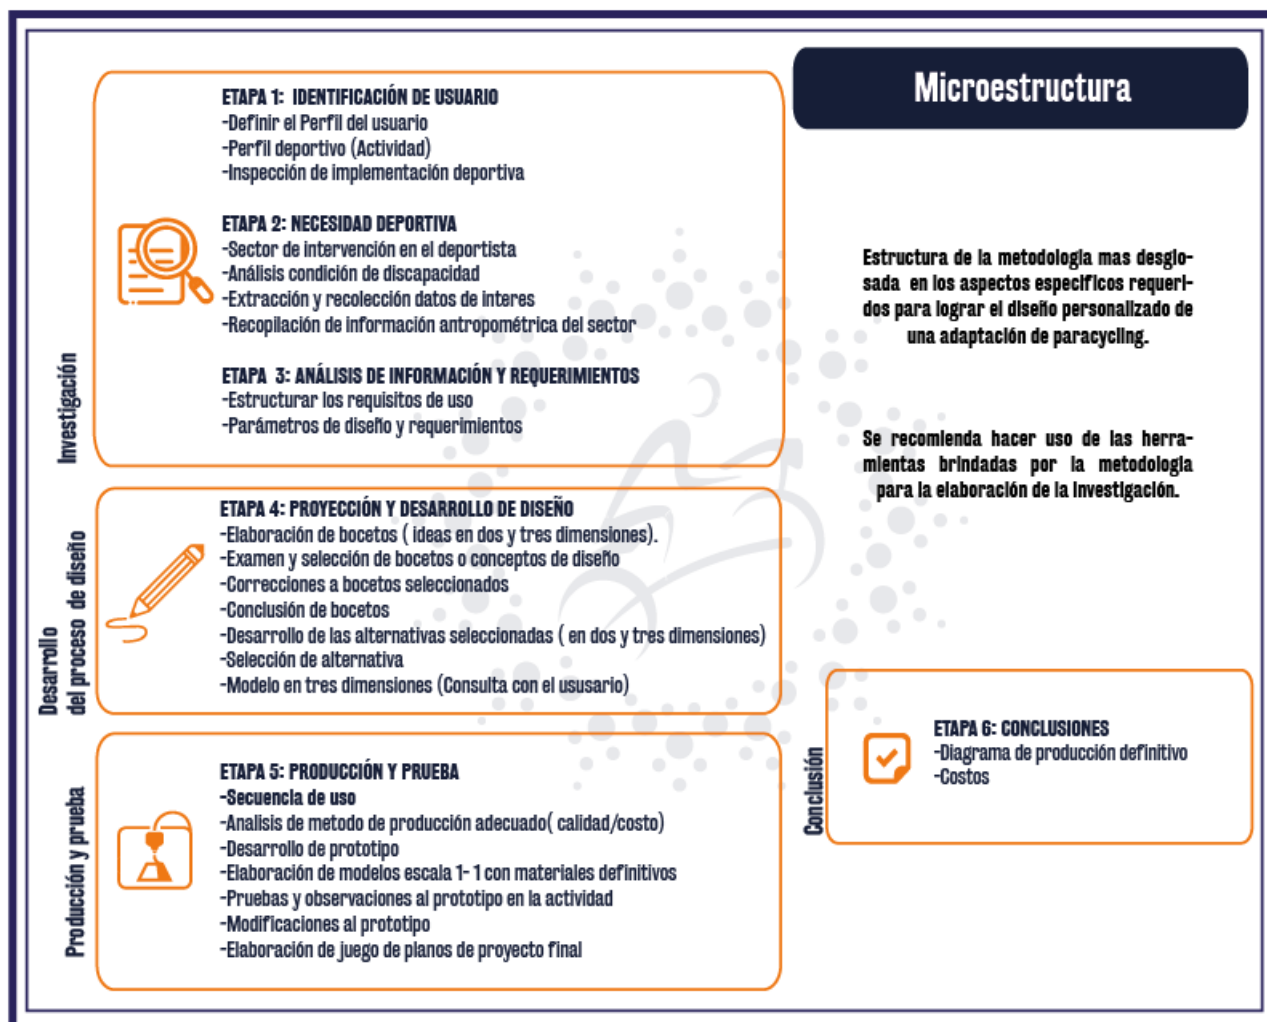 Microestructura
Estructura de la metodologia mas desglo-
sada en los aspectos especificos requeri-
dos para lograr el diseño personalizado de
una adaptación de paracycling.
Se recomienda hacer uso de las herra-
mientas brindadas por la metodologia
para la elaboración de la investigación.
Investigación
ETAPA 1: IDENTIFICACIÓN DE USUARIO
-Definir el Perfil del usuario
-Perfil deportivo (Actividad)
-Inspección de implementación deportiva
ETAPA 2: NECESIDAD DEPORTIVA
-Sector de intervención en el deportista
-Análisis condición de discapacidad
-Extracción y recolección datos de interes
-Recopilación de información antropométrica del sector
ETAPA 3: ANÁLISIS DE INFORMACIÓN Y REQUERIMIENTOS
-Estructurar los requisitos de uso
-Parámetros de diseño y requerimientos
Desarrollo
del proceso de diseño
ETAPA 4: PROYECCIÓN Y DESARROLLO DE DISEÑO
-Elaboración de bocetos ( ideas en dos y tres dimensiones).
-Examen y selección de bocetos o conceptos de diseño
-Correcciones a bocetos seleccionados
-Conclusión de bocetos
-Desarrollo de las alternativas seleccionadas ( en dos y tres dimensiones)
-Selección de alternativa
-Modelo en tres dimensiones (Consulta con el ususario)
Producción y prueba
ETAPA 5: PRODUCCIÓN Y PRUEBA
-Secuencia de uso
-Analisis de metodo de producción adecuado( calidad/costo)
-Desarrollo de prototipo
-Elaboración de modelos escala 1- 1 con materiales definitivos
-Pruebas y observaciones al prototipo en la actividad
-Modificaciones al prototipo
-Elaboración de juego de planos de proyecto final
Conclusión
ETAPA 6: CONCLUSIONES
-Diagrama de producción definitivo
-Costos